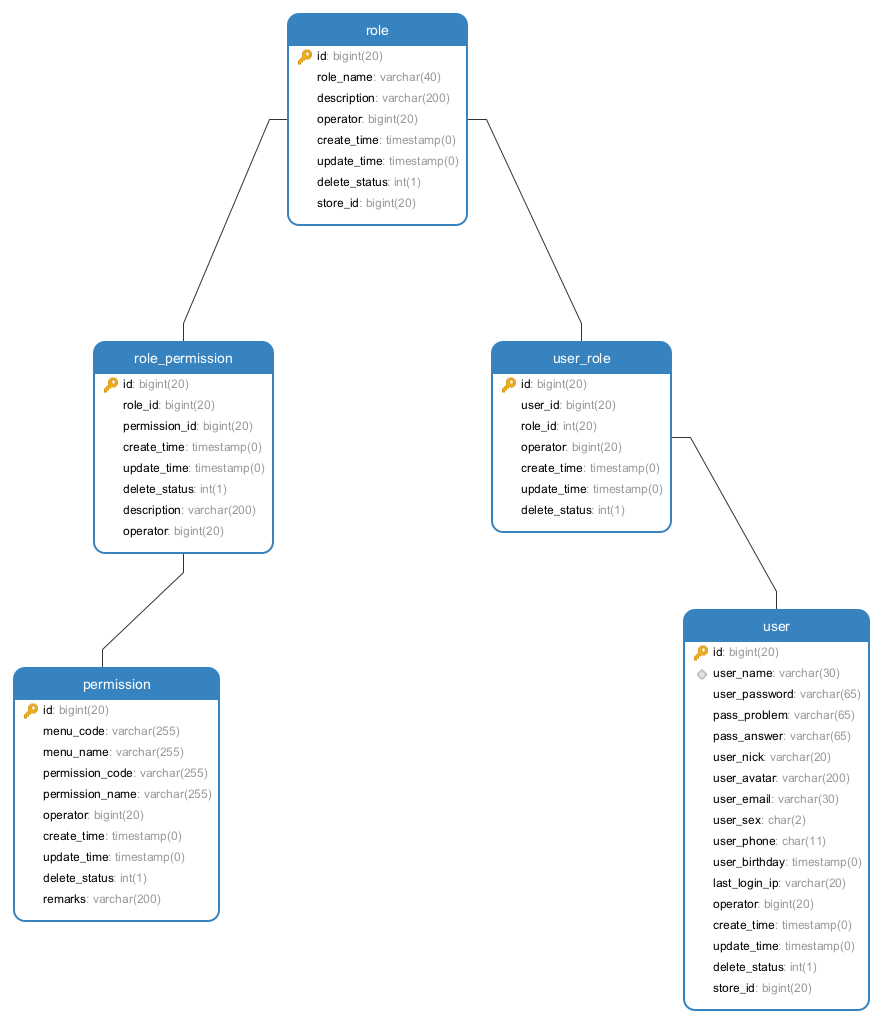 role
id: bigint(20)
role_name: varchar(40)
description: varchar(200)
operator: bigint(20)
create_time: timestamp(0)
update_time: timestamp(0)
delete_status: int(1)
store_id: bigint(20)
role_permission
id: bigint(20)
role_id: bigint(20)
permission_id: bigint(20)
create_time: timestamp(0)
update_time: timestamp(0)
delete_status: int(1)
description: varchar(200)
operator: bigint(20)
user_role
id: bigint(20)
user_id: bigint(20)
role_id: int(20)
operator: bigint(20)
create_time: timestamp(0)
update_time: timestamp(0)
delete_status: int(1)
permission
id: bigint(20)
menu_code: varchar(255)
menu_name: varchar(255)
permission_code: varchar(255)
permission_name: varchar(255)
operator: bigint(20)
create_time: timestamp(0)
update_time: timestamp(0)
delete_status: int(1)
remarks: varchar(200)
user
id: bigint(20)
user_name: varchar(30)
user_password: varchar(65)
pass_problem: varchar(65)
pass_answer: varchar(65)
user_nick: varchar(20)
user_avatar: varchar(200)
user_email: varchar(30)
user_sex: char(2)
user_phone: char(11)
user_birthday: timestamp(0)
last_login_ip: varchar(20)
operator: bigint(20)
create_time: timestamp(0)
update_time: timestamp(0)
delete_status: int(1)
store_id: bigint(20)